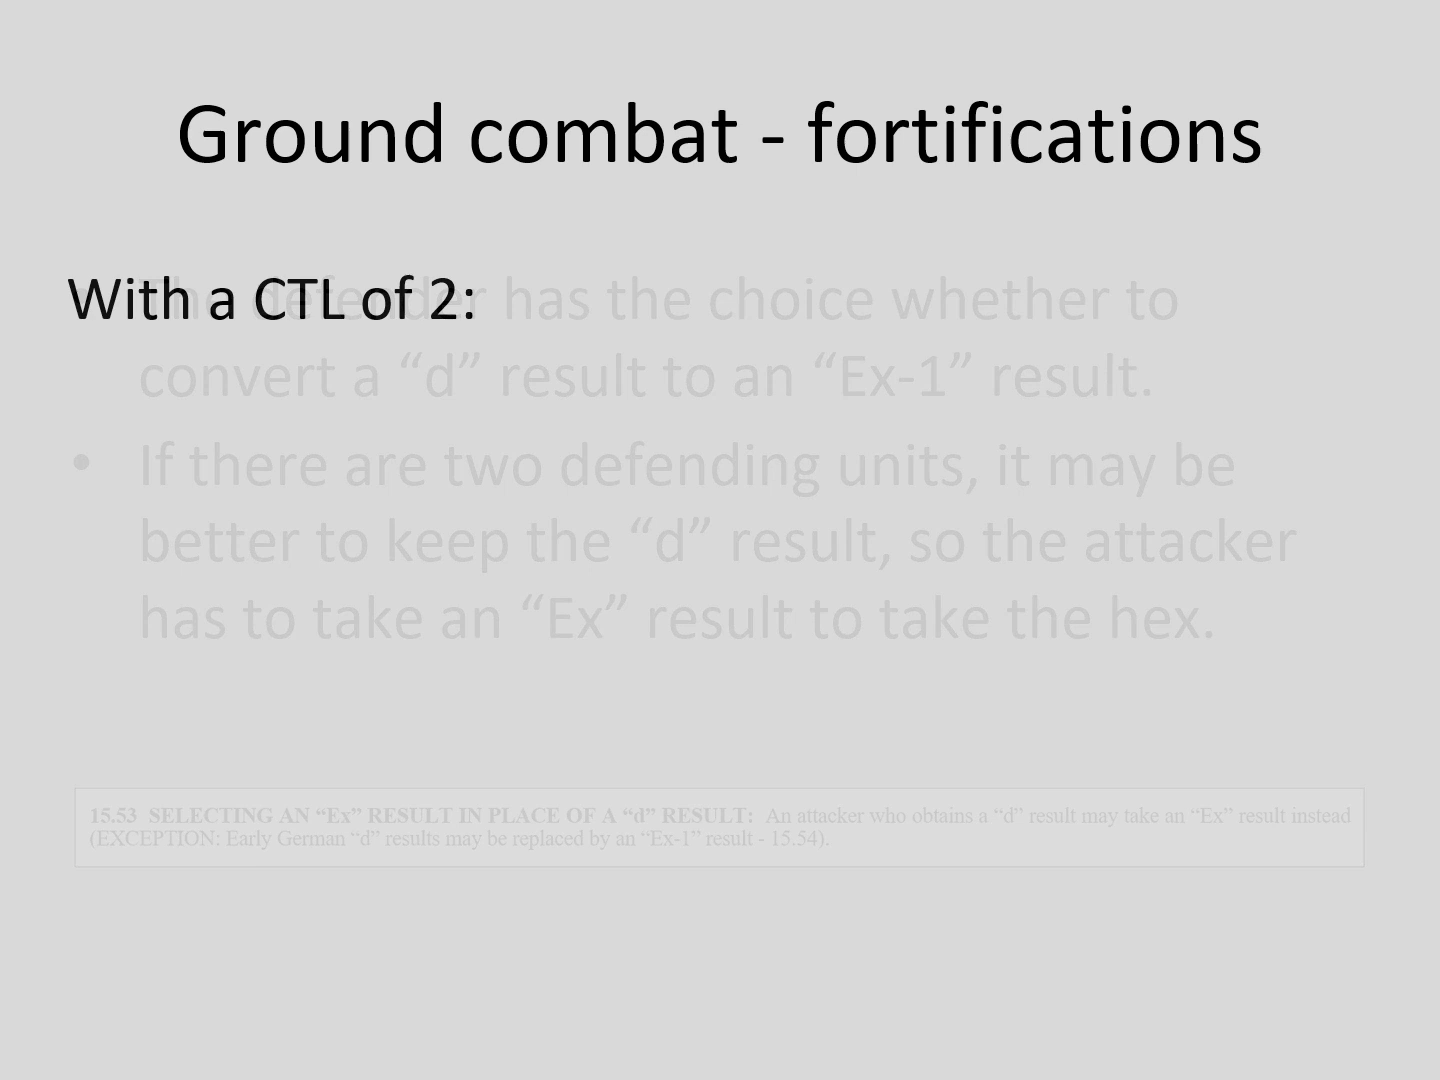 Ground combat - fortifications
With a CTL of 2:
The defender has the choice whether to
convert a “d” result to an “Ex-1” result.
• If there are two defending units, it may be
better to keep the “d” result, so the attacker
has to take an “Ex” result to take the hex.
15.53 SELECTING AN “Ex” RESULT IN PLACE OF A “d” RESULT: An attacker who obtains a “d” result may take an “Ex” result instead
(EXCEPTION: Early German “d” results may be replaced by an “Ex-1” result - 15.54).